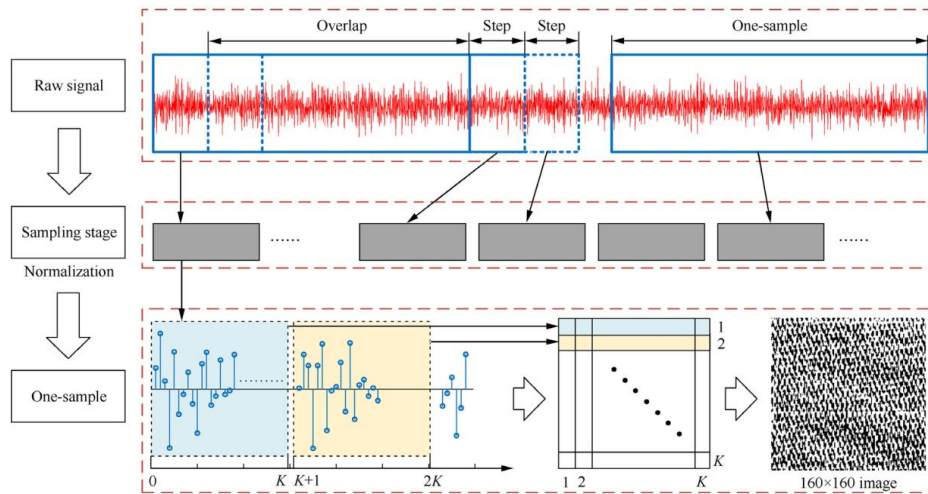 Overlap Step Step One-sample
Raw signal
Sampling stage
...... ......
Normalization
One-sample
1
2
K
0 K K+1 2K
1 2 K
160×160 image